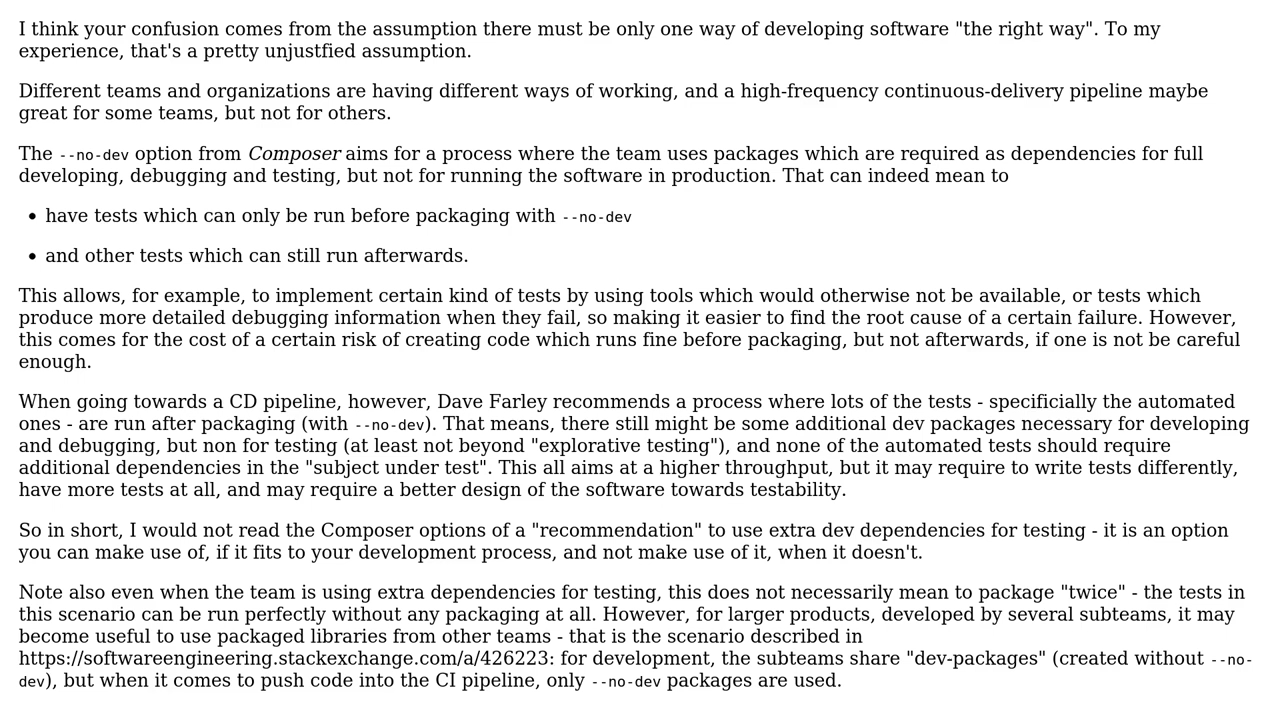 I think your confusion comes from the assumption there must be only one way of developing software "the right way". To my
experience, that's a pretty unjustfied assumption.
Different teams and organizations are having different ways of working, and a high-frequency continuous-delivery pipeline maybe
great for some teams, but not for others.
The --no-dev option from Composer aims for a process where the team uses packages which are required as dependencies for full
developing, debugging and testing, but not for running the software in production. That can indeed mean to
• have tests which can only be run before packaging with --no-dev
• and other tests which can still run afterwards.
This allows, for example, to implement certain kind of tests by using tools which would otherwise not be available, or tests which
produce more detailed debugging information when they fail, so making it easier to find the root cause of a certain failure. However,
this comes for the cost of a certain risk of creating code which runs fine before packaging, but not afterwards, if one is not be careful
enough.
When going towards a CD pipeline, however, Dave Farley recommends a process where lots of the tests - specificially the automated
ones - are run after packaging (with --no-dev). That means, there still might be some additional dev packages necessary for developing
and debugging, but non for testing (at least not beyond "explorative testing"), and none of the automated tests should require
additional dependencies in the "subject under test". This all aims at a higher throughput, but it may require to write tests differently,
have more tests at all, and may require a better design of the software towards testability.
So in short, I would not read the Composer options of a "recommendation" to use extra dev dependencies for testing - it is an option
you can make use of, if it fits to your development process, and not make use of it, when it doesn't.
Note also even when the team is using extra dependencies for testing, this does not necessarily mean to package "twice" - the tests in
this scenario can be run perfectly without any packaging at all. However, for larger products, developed by several subteams, it may
become useful to use packaged libraries from other teams - that is the scenario described in
https://softwareengineering.stackexchange.com/a/426223: for development, the subteams share "dev-packages" (created without --no-
dev), but when it comes to push code into the CI pipeline, only --no-dev packages are used.